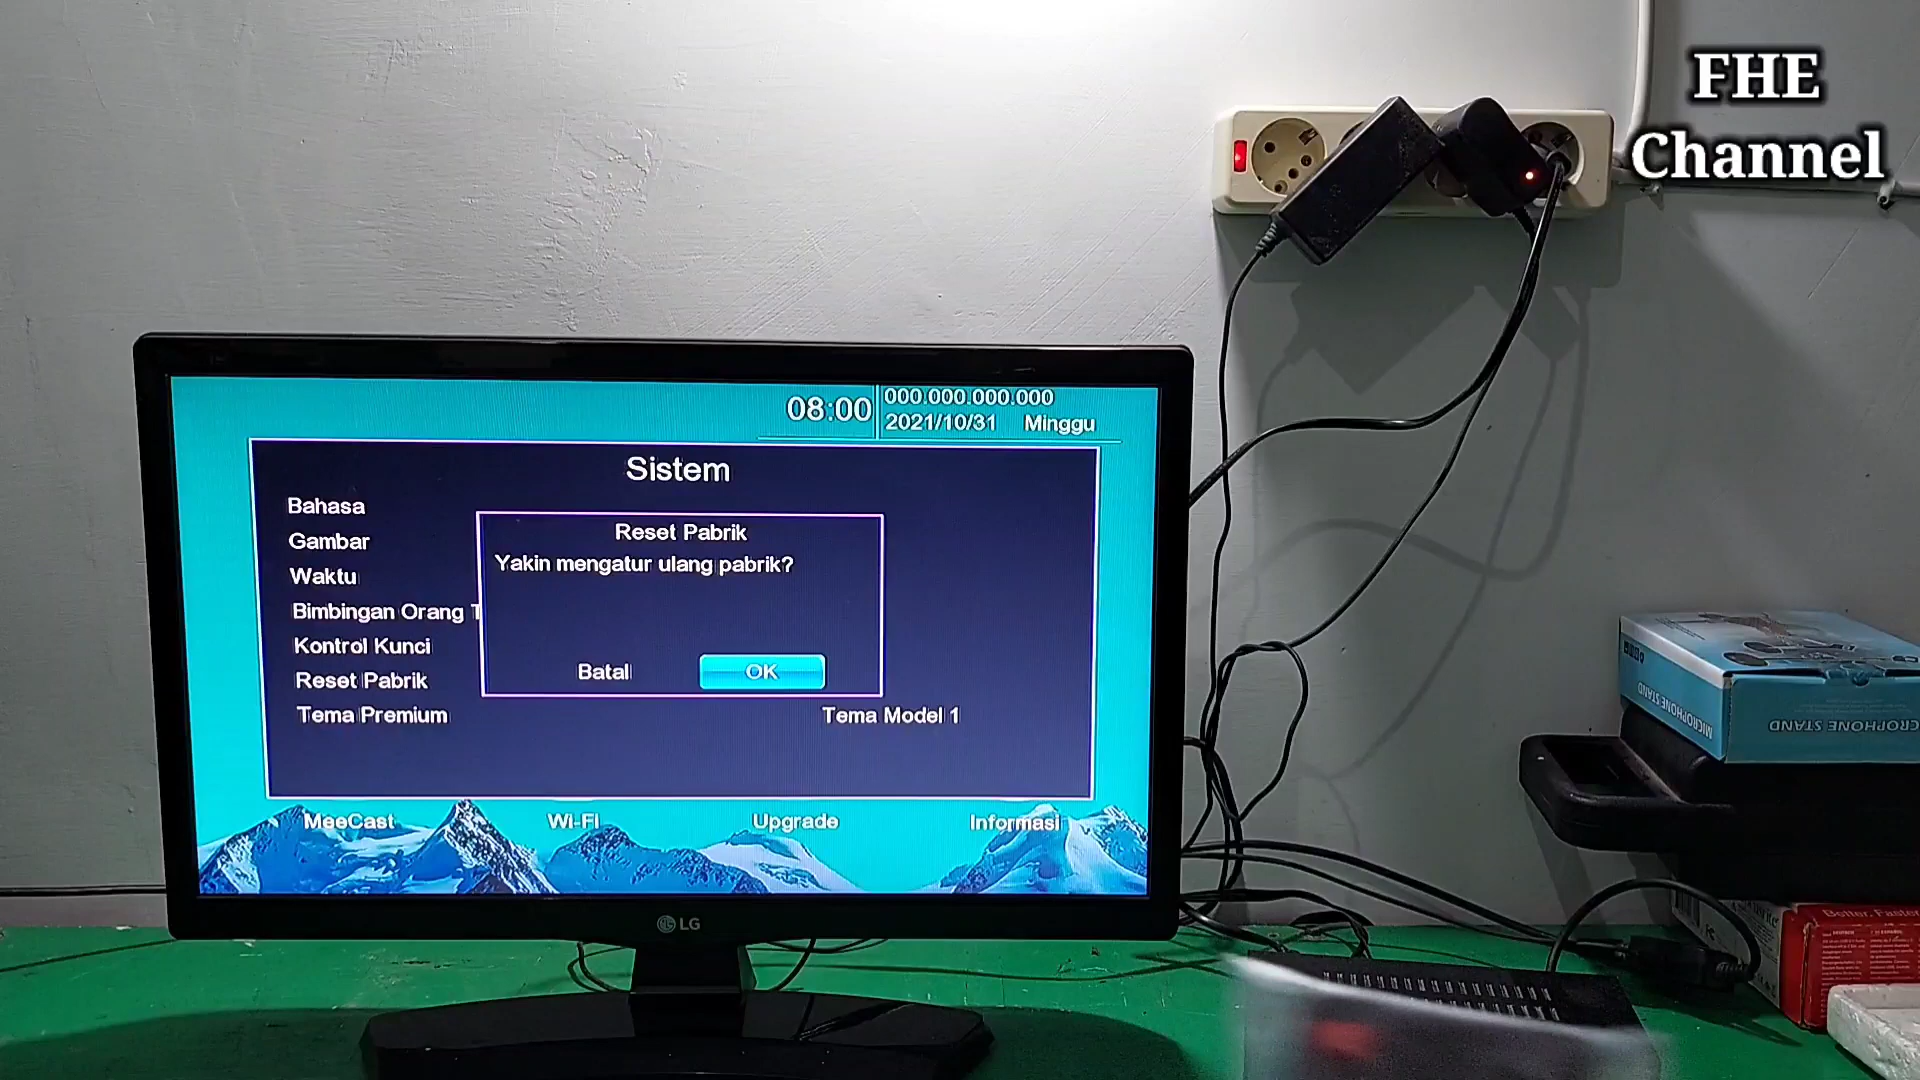 FHE
Channel
08:00
000.000.000.000
2021/10/31 Minggu
Sistem
Bahasa
Gambar
Waktu
Bimbingan Orang T
Kontrol Kunci
Reset Pabrik
Tema Premium
Tema Model 1
Reset Pabrik
Yakin mengatur ulang pabrik?
Batal
OK
MeeCast
Wi-Fi
Upgrade
Informasi
LG
MICROPHONE STAND
CROPHONE STAND
Better. Faster